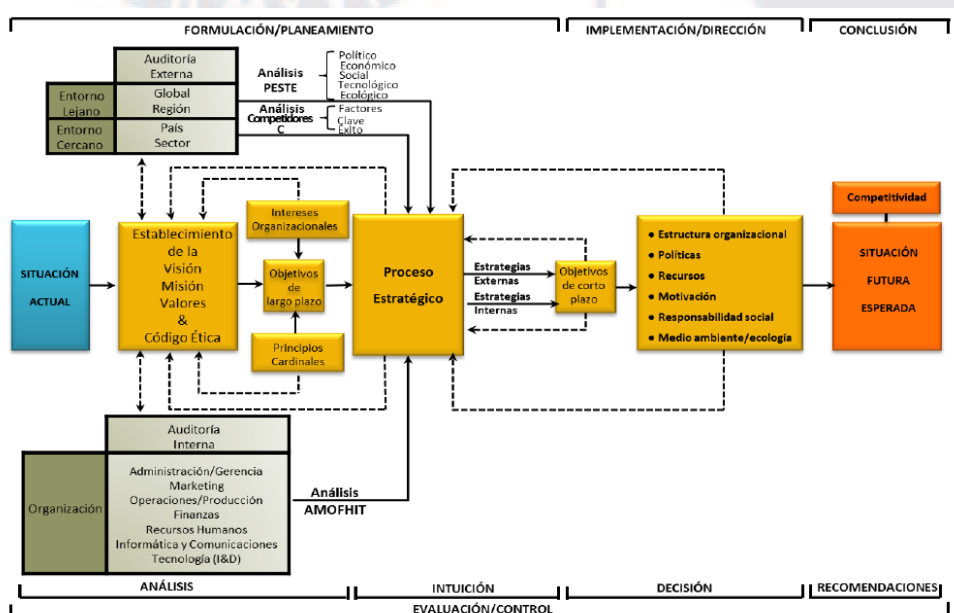 FORMULACIÓN/PLANEAMIENTO
IMPLEMENTACIÓN/DIRECCIÓN
CONCLUSIÓN
Auditoría
Externa
Entorno
Lejano
Global
Región
Entorno
Cercano
País
Sector
Análisis
PESTE
Político
Económico
Social
Tecnológico
Ecológico
Análisis
Competidores
C
Factores
Clave
Éxito
SITUACIÓN
ACTUAL
Establecimiento
de la
Visión
Misión
Valores
&
Código Ética
Intereses
Organizacionales
Objetivos
de
largo plazo
Principios
Cardinales
Proceso
Estratégico
Estrategias
Externas
Estrategias
Internas
Objetivos
de corto
plazo
• Estructura organizacional
• Políticas
• Recursos
• Motivación
• Responsabilidad social
• Medio ambiente/ecología
Competitividad
SITUACIÓN
FUTURA
ESPERADA
Auditoría
Interna
Organización
Administración/Gerencia
Marketing
Operaciones/Producción
Finanzas
Recursos Humanos
Informática y Comunicaciones
Tecnología (I&D)
Análisis
AMOFHIT
ANÁLISIS
INTUICIÓN
DECISIÓN
RECOMENDACIONES
EVALUACIÓN/CONTROL